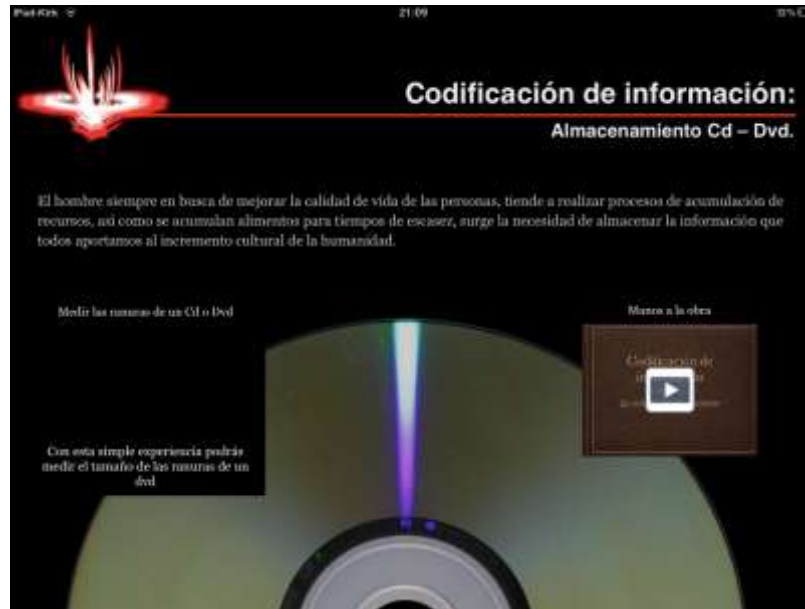 iPad-Kirk
21:09
Codificación de información:
Almacenamiento Cd – Dvd.
El hombre siempre en busca de mejorar la calidad de vida de las personas, tiende a realizar procesos de acumulación de
recursos, así como se acumulan alimentos para tiempos de escasez, surge la necesidad de almacenar la información que
todos aportamos al incremento cultural de la humanidad.
Medir las ranuras de un Cd o Dvd
Manos a la obra
Codificación de
Con esta simple experiencia podrás
medir el tamaño de las ranuras de un
dvd